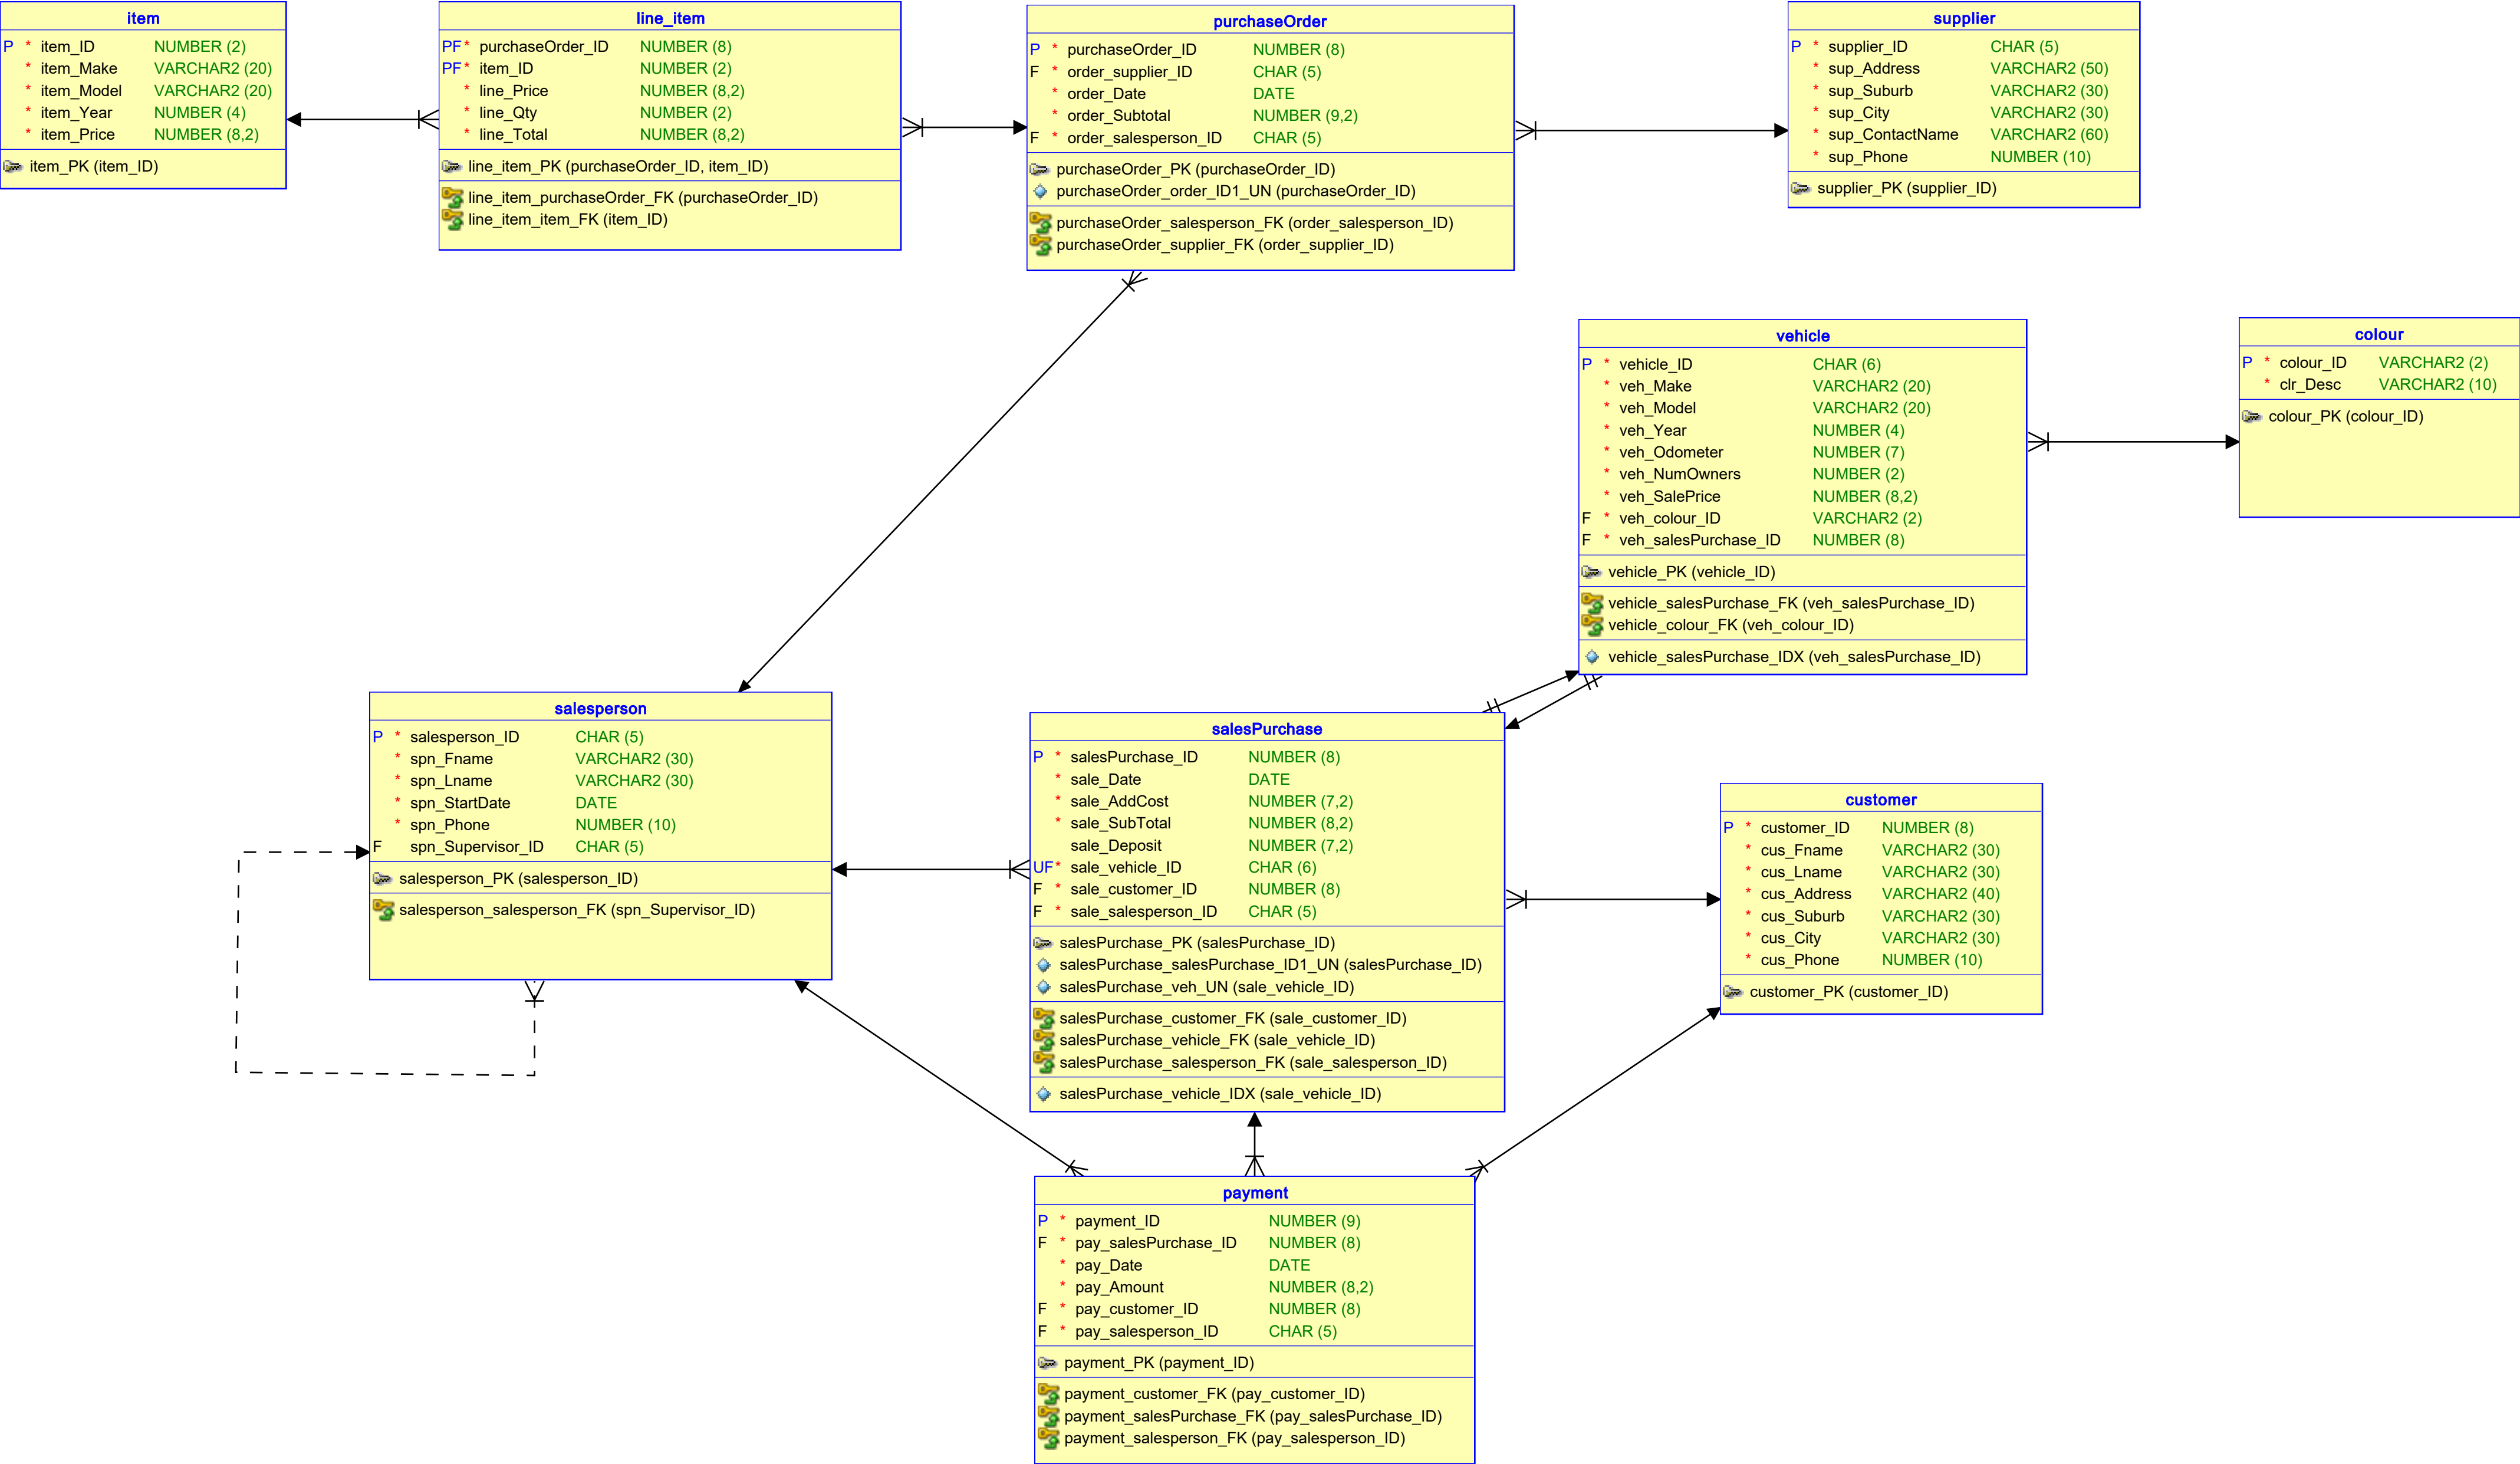 item
P * item_ID NUMBER (2)
* item_Make VARCHAR2 (20)
* item_Model VARCHAR2 (20)
* item_Year NUMBER (4)
* item_Price NUMBER (8,2)
item_PK (item_ID)
line_item
PF* purchaseOrder_ID NUMBER (8)
PF* item_ID NUMBER (2)
* line_Price NUMBER (8,2)
* line_Qty NUMBER (2)
* line_Total NUMBER (8,2)
line_item_PK (purchaseOrder_ID, item_ID)
line_item_purchaseOrder_FK (purchaseOrder_ID)
line_item_item_FK (item_ID)
purchaseOrder
P * purchaseOrder_ID NUMBER (8)
F * order_supplier_ID CHAR (5)
* order_Date DATE
* order_Subtotal NUMBER (9,2)
F * order_salesperson_ID CHAR (5)
purchaseOrder_PK (purchaseOrder_ID)
purchaseOrder_order_ID1_UN (purchaseOrder_ID)
purchaseOrder_salesperson_FK (order_salesperson_ID)
purchaseOrder_supplier_FK (order_supplier_ID)
supplier
P * supplier_ID CHAR (5)
* sup_Address VARCHAR2 (50)
* sup_Suburb VARCHAR2 (30)
* sup_City VARCHAR2 (30)
* sup_ContactName VARCHAR2 (60)
* sup_Phone NUMBER (10)
supplier_PK (supplier_ID)
vehicle
P * vehicle_ID CHAR (6)
* veh_Make VARCHAR2 (20)
* veh_Model VARCHAR2 (20)
* veh_Year NUMBER (4)
* veh_Odometer NUMBER (7)
* veh_NumOwners NUMBER (2)
* veh_SalePrice NUMBER (8,2)
F * veh_colour_ID VARCHAR2 (2)
F * veh_salesPurchase_ID NUMBER (8)
vehicle_PK (vehicle_ID)
vehicle_salesPurchase_FK (veh_salesPurchase_ID)
vehicle_colour_FK (veh_colour_ID)
vehicle_salesPurchase_IDX (veh_salesPurchase_ID)
colour
P * colour_ID VARCHAR2 (2)
* clr_Desc VARCHAR2 (10)
colour_PK (colour_ID)
salesperson
P * salesperson_ID CHAR (5)
* spn_Fname VARCHAR2 (30)
* spn_Lname VARCHAR2 (30)
* spn_StartDate DATE
* spn_Phone NUMBER (10)
F spn_Supervisor_ID CHAR (5)
salesperson_PK (salesperson_ID)
salesperson_salesperson_FK (spn_Supervisor_ID)
salesPurchase
P * salesPurchase_ID NUMBER (8)
* sale_Date DATE
* sale_AddCost NUMBER (7,2)
* sale_SubTotal NUMBER (8,2)
sale_Deposit NUMBER (7,2)
UF* sale_vehicle_ID CHAR (6)
F * sale_customer_ID NUMBER (8)
F * sale_salesperson_ID CHAR (5)
salesPurchase_PK (salesPurchase_ID)
salesPurchase_salesPurchase_ID1_UN (salesPurchase_ID)
salesPurchase_veh_UN (sale_vehicle_ID)
salesPurchase_customer_FK (sale_customer_ID)
salesPurchase_vehicle_FK (sale_vehicle_ID)
salesPurchase_salesperson_FK (sale_salesperson_ID)
salesPurchase_vehicle_IDX (sale_vehicle_ID)
customer
P * customer_ID NUMBER (8)
* cus_Fname VARCHAR2 (30)
* cus_Lname VARCHAR2 (30)
* cus_Address VARCHAR2 (40)
* cus_Suburb VARCHAR2 (30)
* cus_City VARCHAR2 (30)
* cus_Phone NUMBER (10)
customer_PK (customer_ID)
payment
P * payment_ID NUMBER (9)
F * pay_salesPurchase_ID NUMBER (8)
* pay_Date DATE
* pay_Amount NUMBER (8,2)
F * pay_customer_ID NUMBER (8)
F * pay_salesperson_ID CHAR (5)
payment_PK (payment_ID)
payment_customer_FK (pay_customer_ID)
payment_salesPurchase_FK (pay_salesPurchase_ID)
payment_salesperson_FK (pay_salesperson_ID)